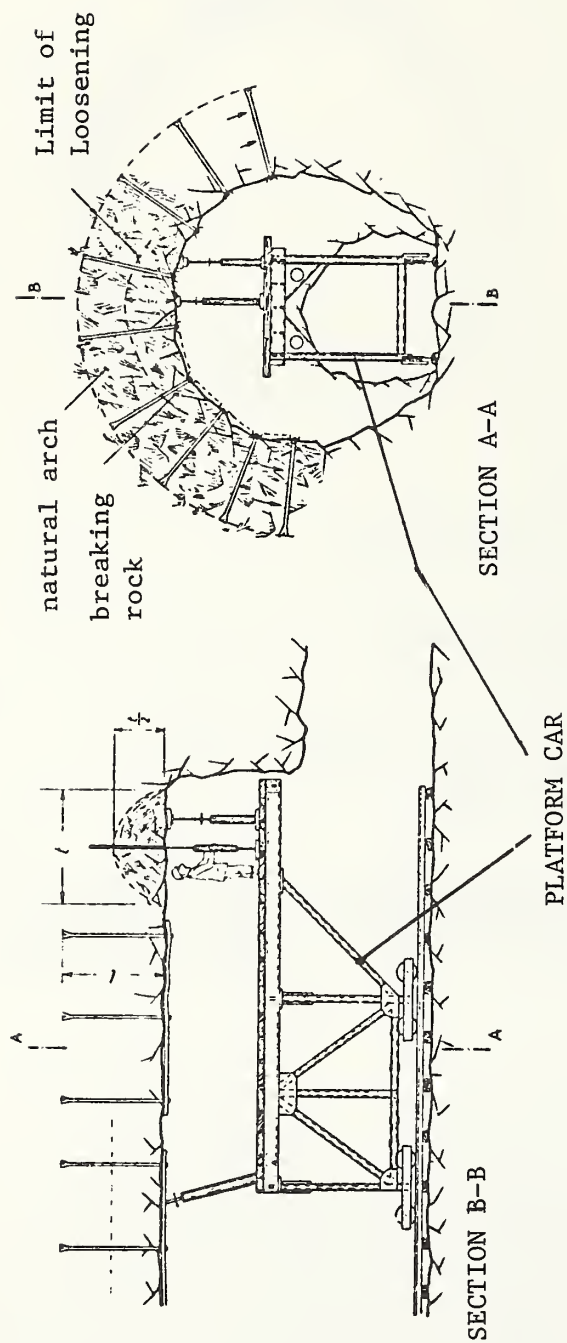 natural arch
breaking
rock
Limit of
Loosening
B
B
SECTION A-A
A
A
l
PLATFORM CAR
SECTION B-B